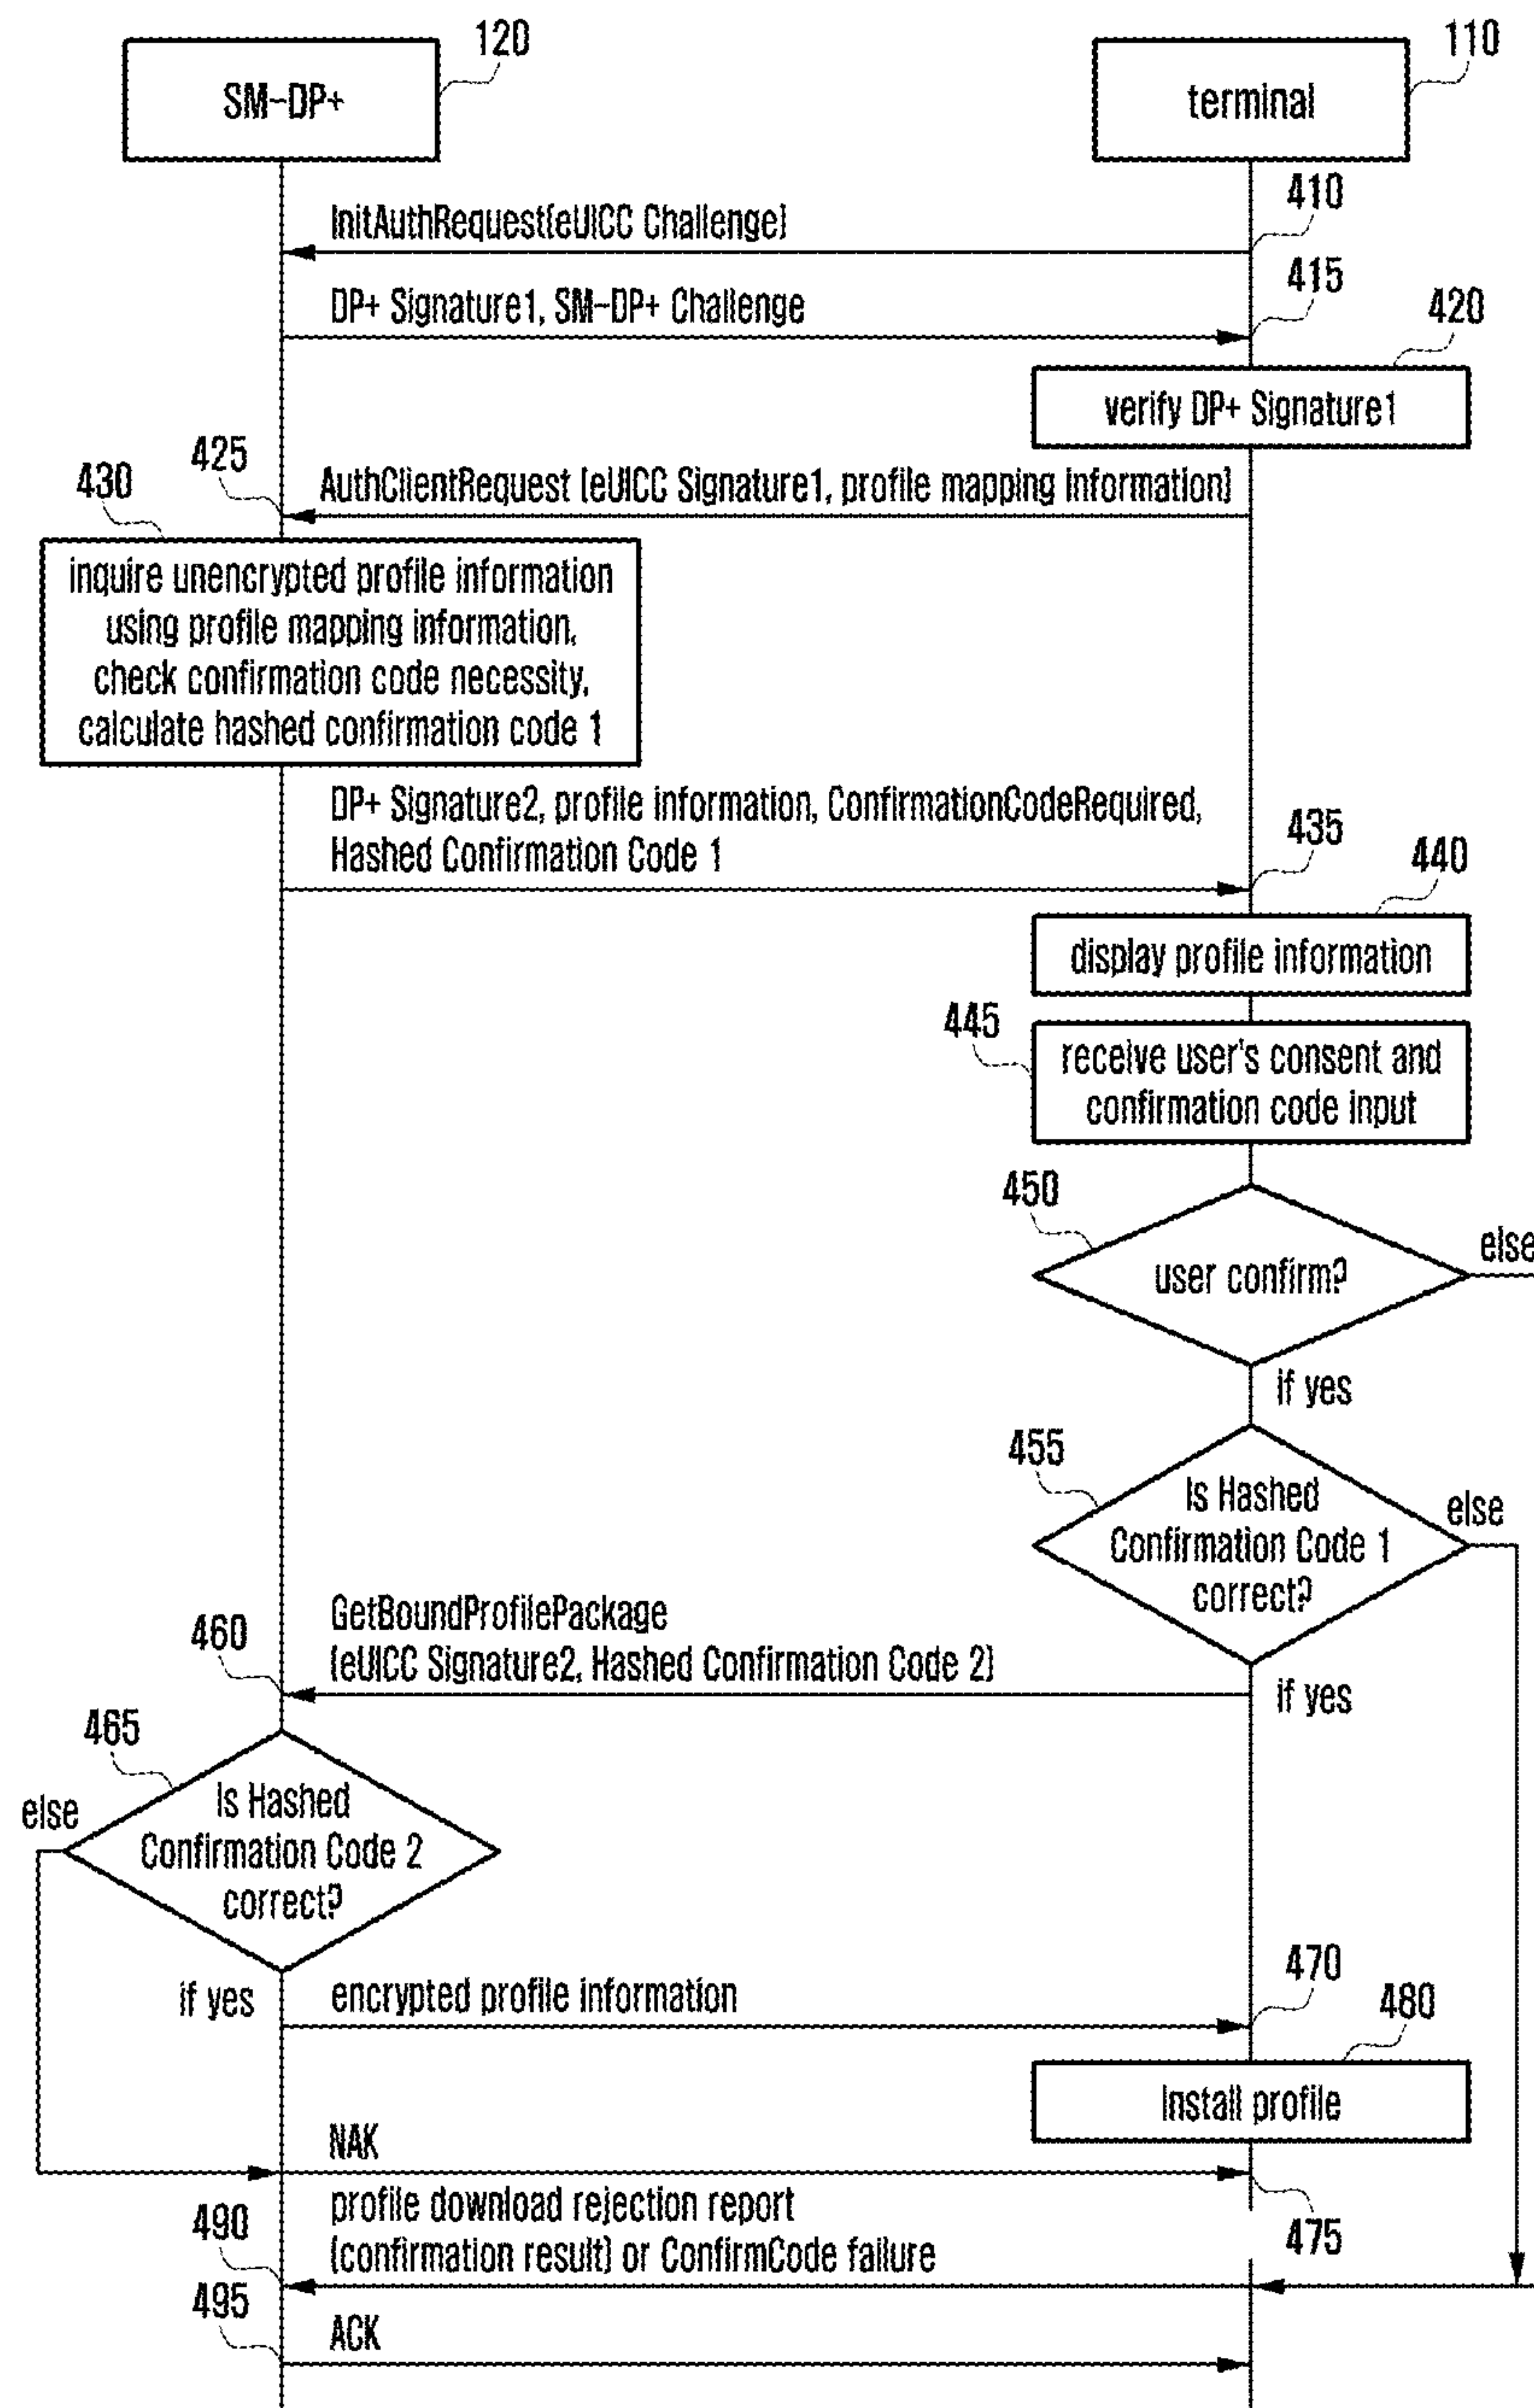 120
110
SM-DP+
terminal
410
InitAuthRequest(eUICC Challenge)
415
DP+ Signature1, SM-DP+ Challenge
420
verify DP+ Signature1
425
430
AuthClientRequest (eUICC Signature1, profile mapping information)
inquire unencrypted profile information
using profile mapping information,
check confirmation code necessity,
calculate hashed confirmation code 1
DP+ Signature2, profile information, ConfirmationCodeRequired,
Hashed Confirmation Code 1
435
440
display profile information
445
receive user's consent and
confirmation code input
450
else
user confirm?
if yes
455
Is Hashed
Confirmation Code 1
correct?
else
GetBoundProfilePackage
(eUICC Signature2, Hashed Confirmation Code 2)
460
if yes
465
Is Hashed
Confirmation Code 2
correct?
else
if yes
encrypted profile information
470
480
Install profile
NAK
475
profile download rejection report
(confirmation result) or ConfirmCode failure
490
495
ACK